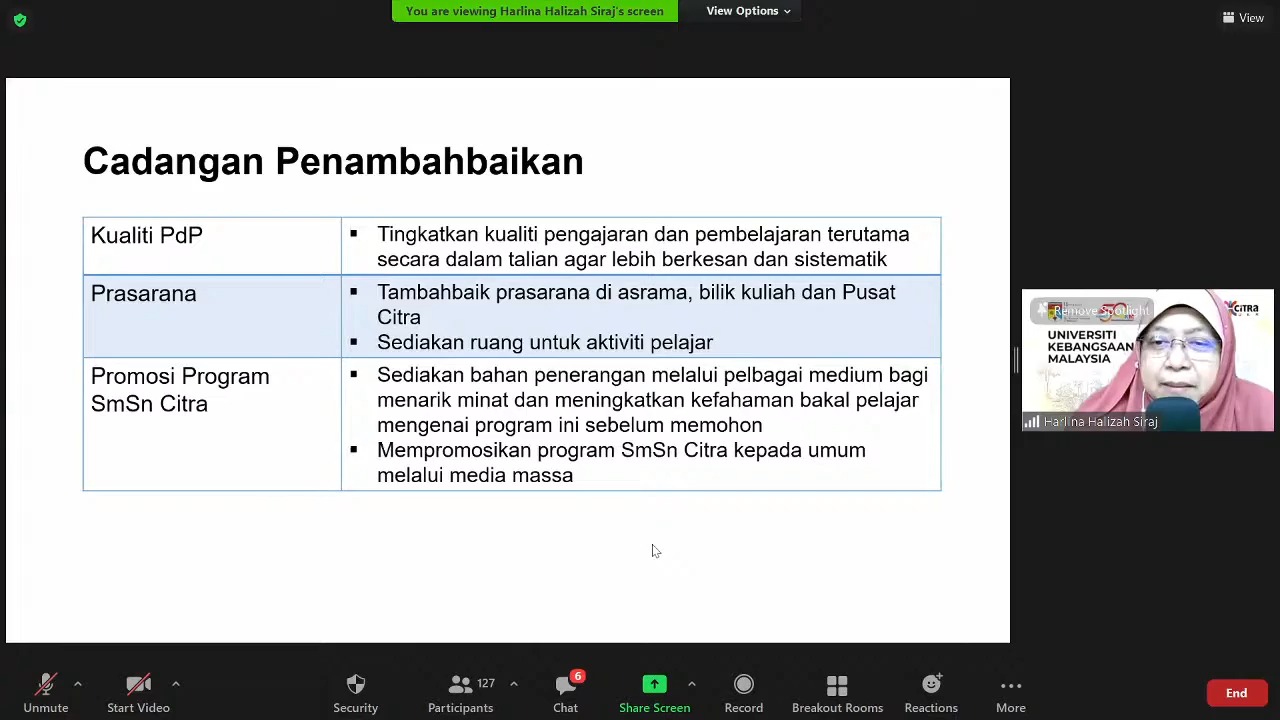 You are viewing Harlina Halizah Siraj's screen
View Options
View
Cadangan Penambahbaikan
Kualiti PdP
▪ Tingkatkan kualiti pengajaran dan pembelajaran terutama
secara dalam talian agar lebih berkesan dan sistematik
Prasarana
▪ Tambahbaik prasarana di asrama, bilik kuliah dan Pusat
Citra
▪ Sediakan ruang untuk aktiviti pelajar
Promosi Program
SmSn Citra
▪ Sediakan bahan penerangan melalui pelbagai medium bagi
menarik minat dan meningkatkan kefahaman bakal pelajar
mengenai program ini sebelum memohon
▪ Mempromosikan program SmSn Citra kepada umum
melalui media massa
Remove Spotlight
UNIVERSITI
KEBANGSAAN
MALAYSIA
Harlina Halizah Siraj
Unmute
Start Video
Security
Participants
127
Chat
6
Share Screen
Record
Breakout Rooms
Reactions
More
End